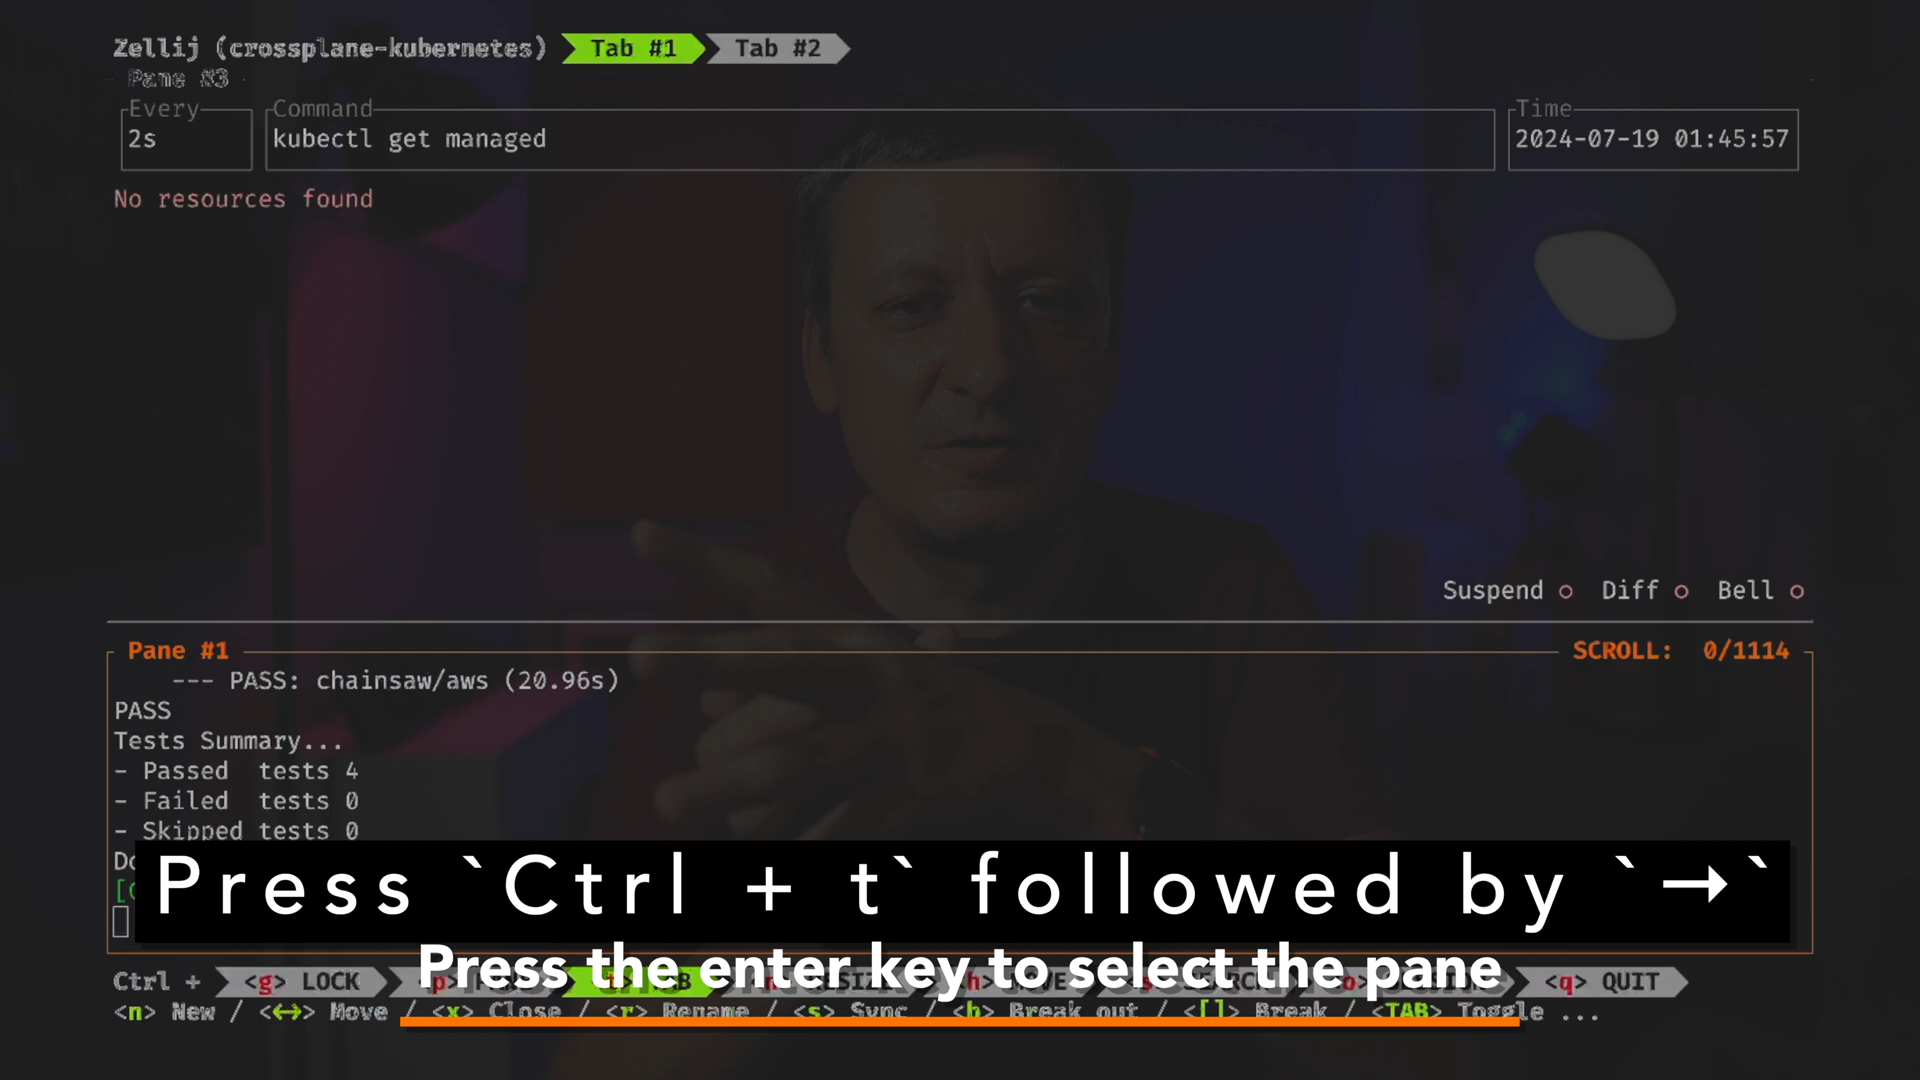 Zellij (crossplane-kubernetes) Tab #1 Tab #2
Pane #3
Every Command Time
2s kubectl get managed 2024-07-19 01:45:57
No resources found
Suspend Diff Bell
Pane #1 SCROLL: 0/1114
--- PASS: chainsaw/aws (20.96s)
PASS
Tests Summary...
- Passed tests 4
- Failed tests 0
- Skipped tests 0
Press `Ctrl + t` followed by `→`
Press the enter key to select the pane
Ctrl + <g> LOCK <q> QUIT
<n> New / <↔> Move / <x> Close / <r> Rename / <s> Sync / <b> Break out / <[]> Break / <TAB> Toggle ...